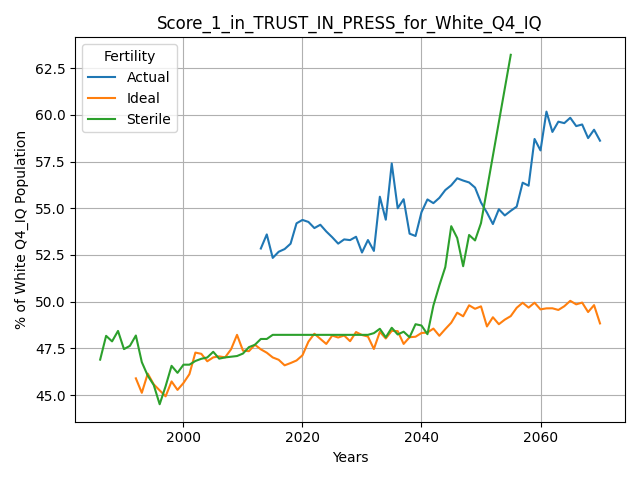 Score_1_in_TRUST_IN_PRESS_for_White_Q4_IQ
Fertility
Actual
Ideal
Sterile
62.5
60.0
57.5
55.0
52.5
50.0
47.5
45.0
% of White Q4_IQ Population
2000
2020
2040
2060
Years